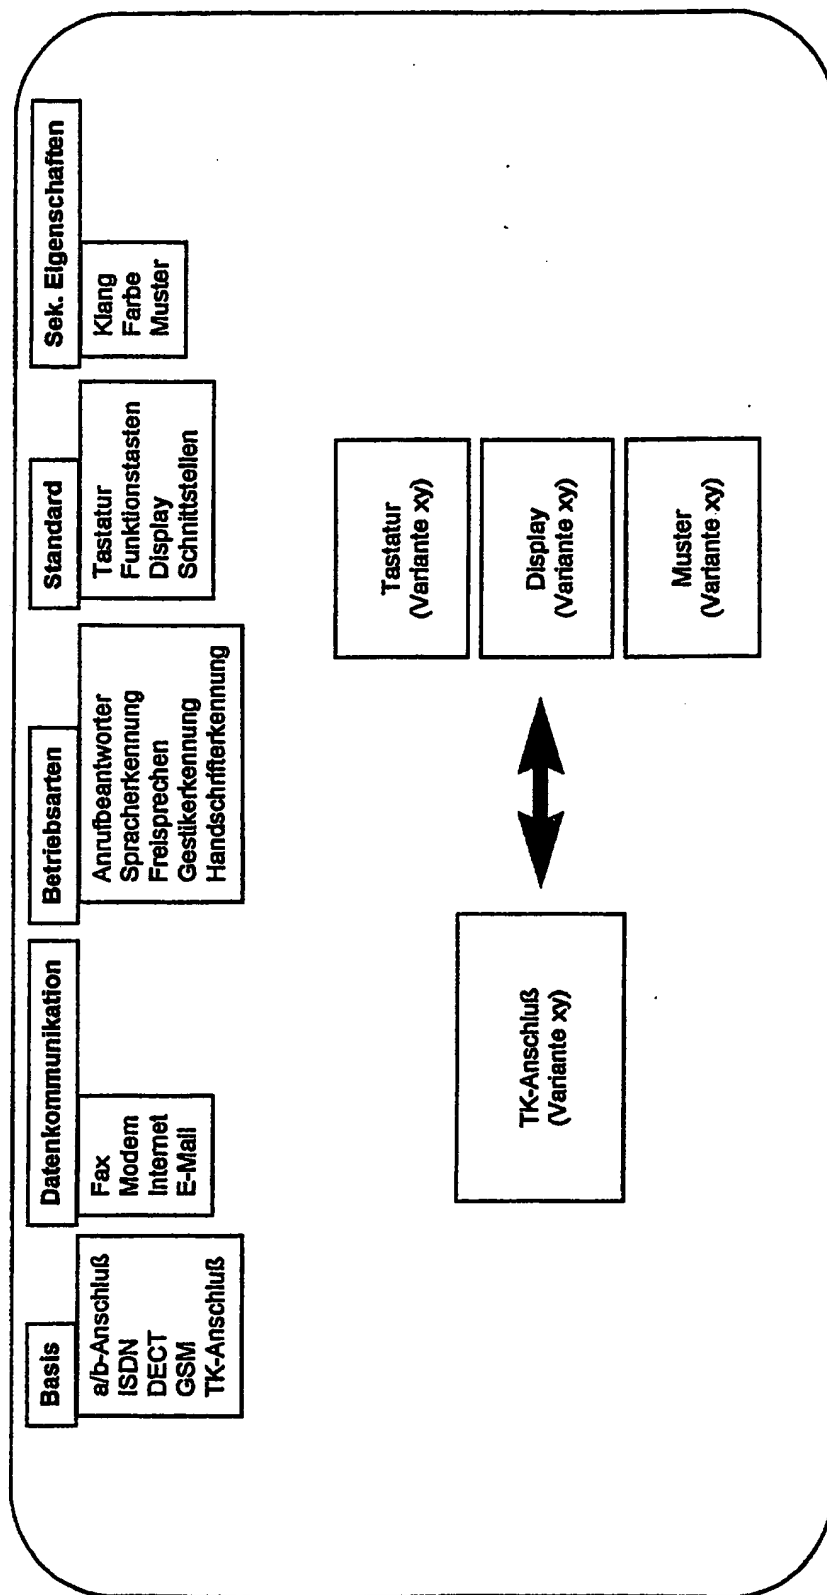 Basis
a/b-Anschluß
ISDN
DECT
GSM
TK-Anschluß
Datenkommunikation
Fax
Modem
Internet
E-Mail
Betriebsarten
Anrufbeantworter
Spracherkennung
Freisprechen
Gestikerkennung
Handschrifterkennung
Standard
Tastatur
Funktionstasten
Display
Schnittstellen
Sek. Eigenschaften
Klang
Farbe
Muster
TK-Anschluß
(Variante xy)
Tastatur
(Variante xy)
Display
(Variante xy)
Muster
(Variante xy)